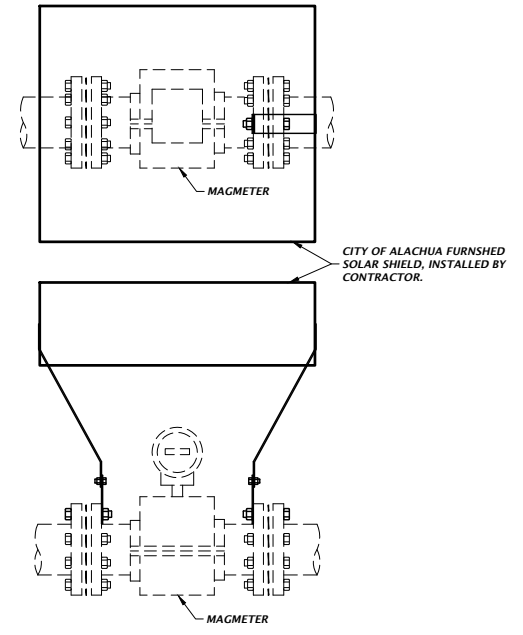 MAGMETER
CITY OF ALACHUA FURNSHED
SOLAR SHIELD, INSTALLED BY
CONTRACTOR.
MAGMETER